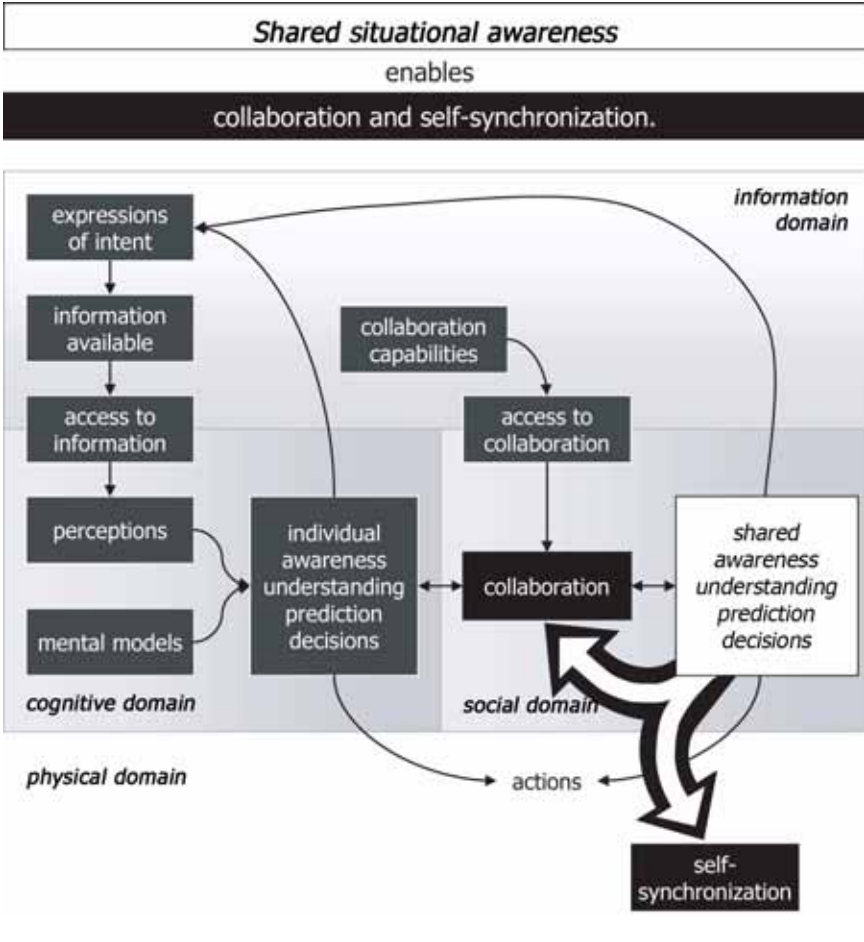 Shared situational awareness
enables
collaboration and self-synchronization.
information
domain
expressions
of intent
information
available
collaboration
capabilities
access to
information
access to
collaboration
perceptions
individual
awareness
understanding
prediction
decisions
collaboration
shared
awareness
understanding
prediction
decisions
mental models
cognitive domain
social domain
physical domain
actions
self-
synchronization